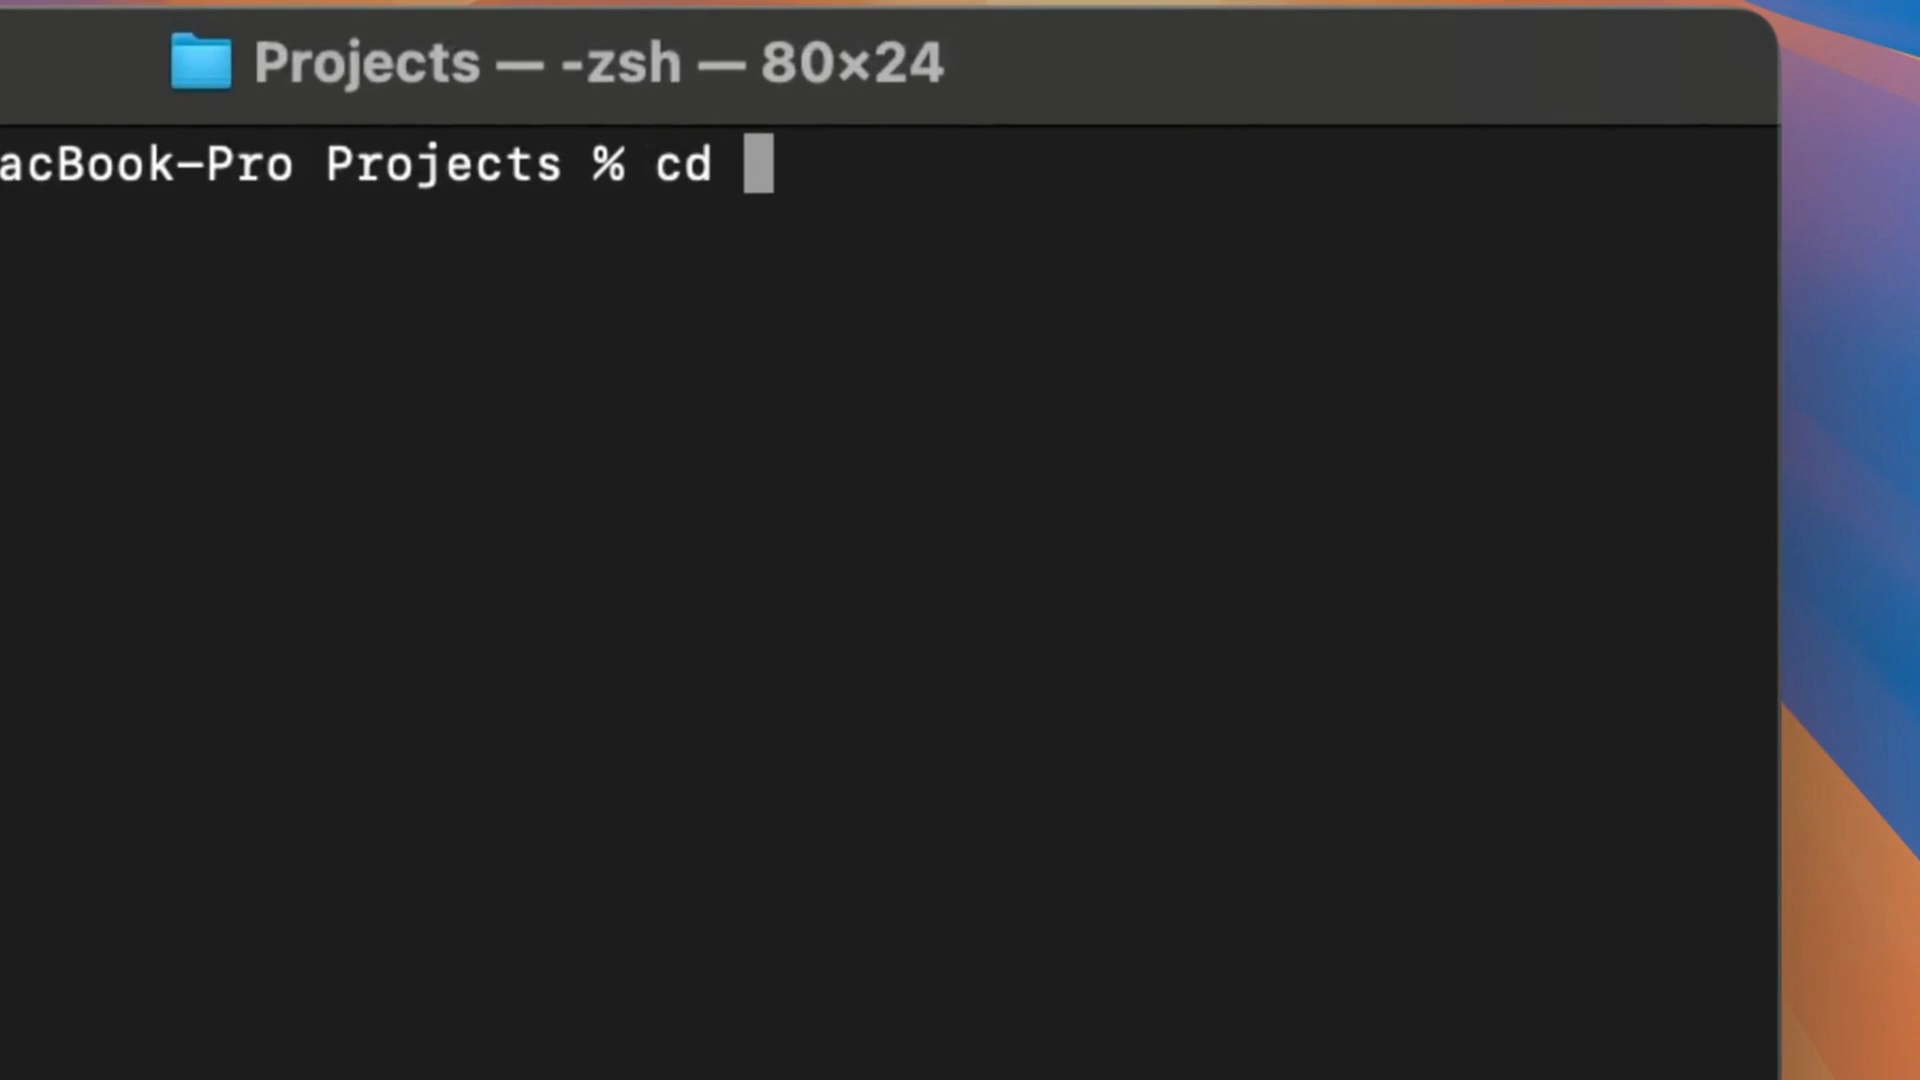 Projects — -zsh — 80×24
acBook-Pro Projects % cd